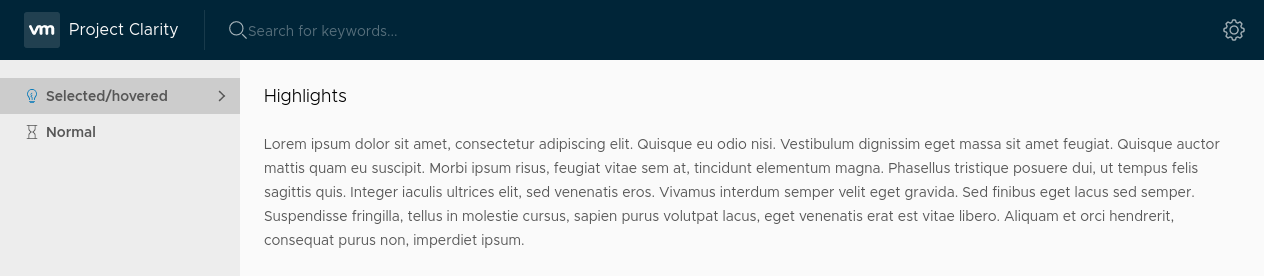 vm Project Clarity Search for keywords...
Selected/hovered
Normal
Highlights
Lorem ipsum dolor sit amet, consectetur adipiscing elit. Quisque eu odio nisi. Vestibulum dignissim eget massa sit amet feugiat. Quisque auctor
mattis quam eu suscipit. Morbi ipsum risus, feugiat vitae sem at, tincidunt elementum magna. Phasellus tristique posuere dui, ut tempus felis
sagittis quis. Integer iaculis ultrices elit, sed venenatis eros. Vivamus interdum semper velit eget gravida. Sed finibus eget lacus sed semper.
Suspendisse fringilla, tellus in molestie cursus, sapien purus volutpat lacus, eget venenatis erat est vitae libero. Aliquam et orci hendrerit,
consequat purus non, imperdiet ipsum.